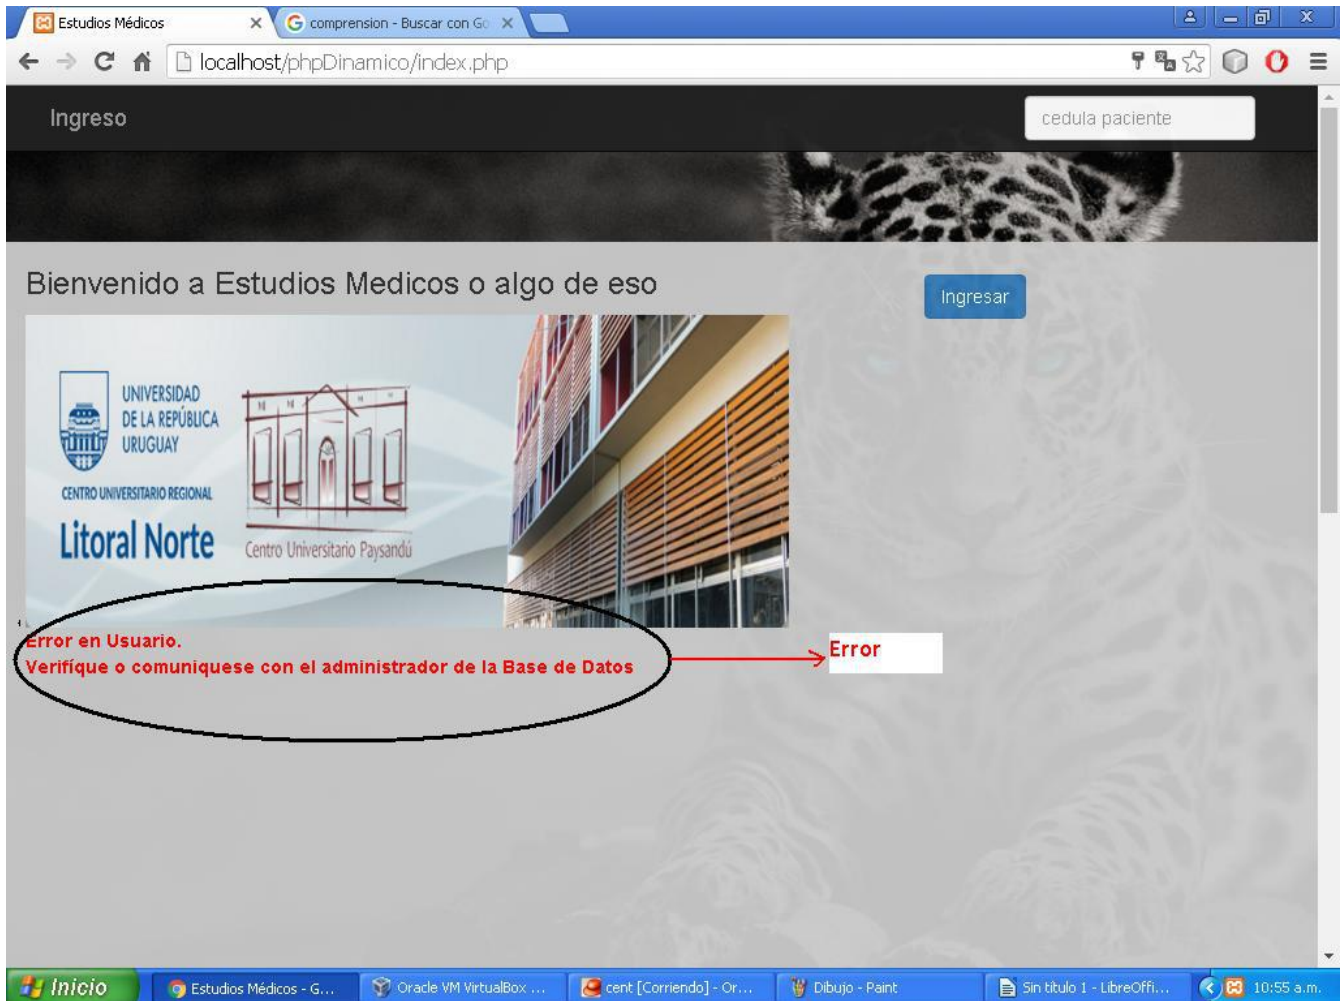 Estudios Médicos
comprension - Buscar con Go
localhost/phpDinamico/index.php
Ingreso
cedula paciente
Bienvenido a Estudios Medicos o algo de eso
Ingresar
UNIVERSIDAD
DE LA REPÚBLICA
URUGUAY
CENTRO UNIVERSITARIO REGIONAL
Litoral Norte
Centro Universitario Paysandú
Error en Usuario.
Verifíque o comuniquese con el administrador de la Base de Datos
Error
Inicio
Estudios Médicos - G...
Oracle VM VirtualBox ...
cent [Corriendo] - Or...
Dibujo - Paint
Sin título 1 - LibreOffi...
10:55 a.m.